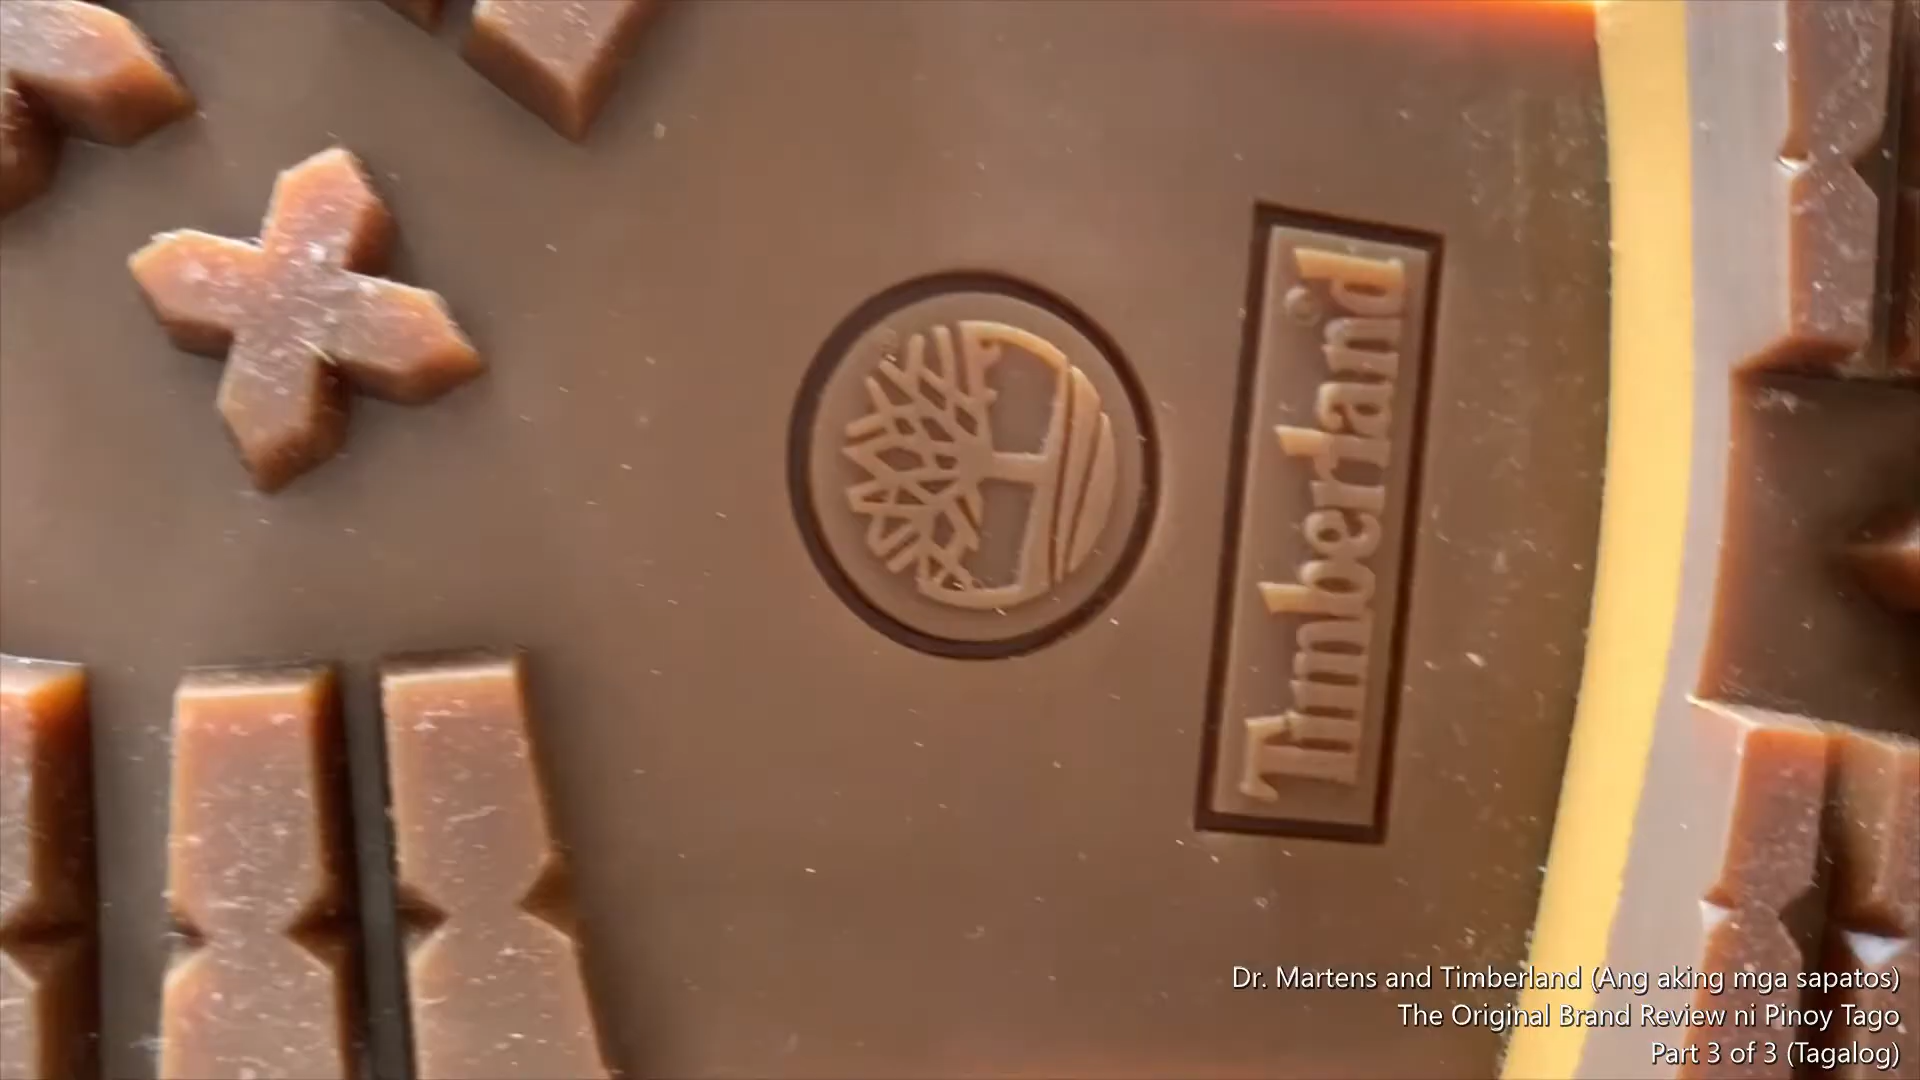 Timberland®
Dr. Martens and Timberland (Ang aking mga sapatos)
The Original Brand Review ni Pinoy Tago
Part 3 of 3 (Tagalog)